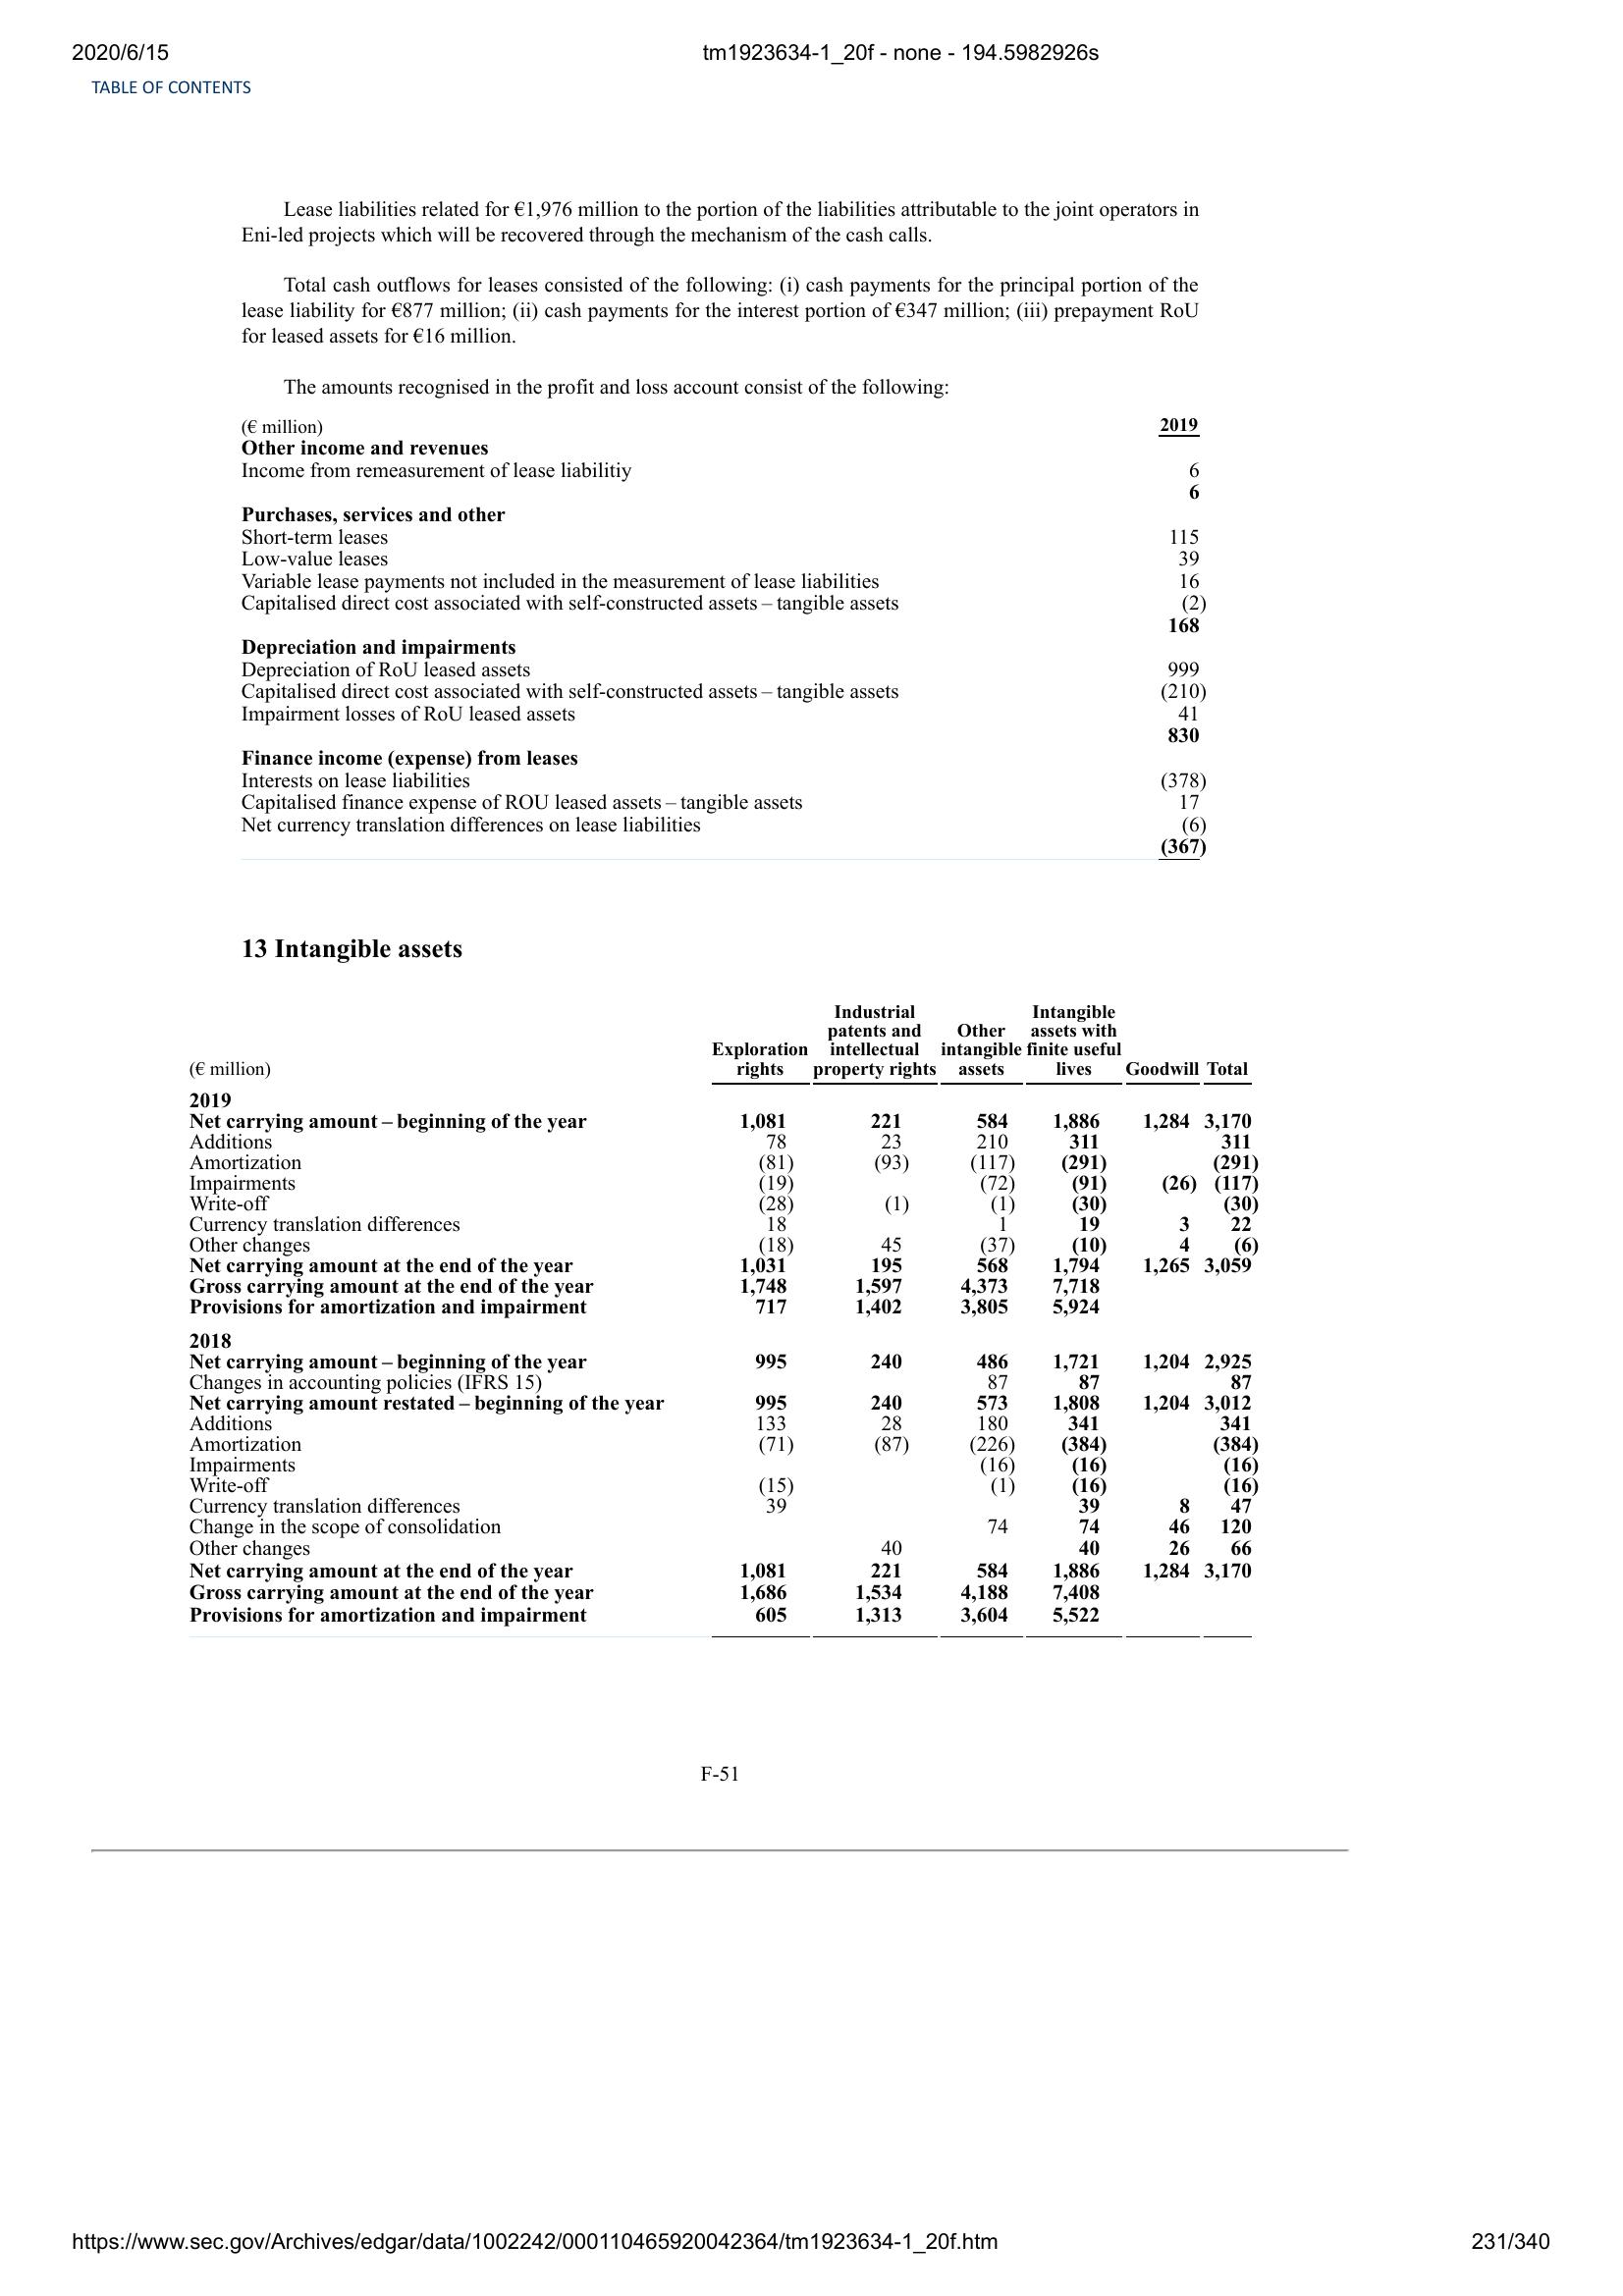 2020/6/15 tm1923634-1_20f - none - 194.5982926s
TABLE OF CONTENTS
Lease liabilities related for €1,976 million to the portion of the liabilities attributable to the joint operators in
Eni-led projects which will be recovered through the mechanism of the cash calls.
Total cash outflows for leases consisted of the following: (i) cash payments for the principal portion of the
lease liability for €877 million; (ii) cash payments for the interest portion of €347 million; (iii) prepayment RoU
for leased assets for €16 million.
The amounts recognised in the profit and loss account consist of the following:
(€ million) 2019
Other income and revenues
Income from remeasurement of lease liabilitiy 6
6
Purchases, services and other
Short-term leases 115
Low-value leases 39
Variable lease payments not included in the measurement of lease liabilities 16
Capitalised direct cost associated with self-constructed assets – tangible assets (2)
168
Depreciation and impairments
Depreciation of RoU leased assets 999
Capitalised direct cost associated with self-constructed assets – tangible assets (210)
Impairment losses of RoU leased assets 41
830
Finance income (expense) from leases
Interests on lease liabilities (378)
Capitalised finance expense of ROU leased assets – tangible assets 17
Net currency translation differences on lease liabilities (6)
(367)
13 Intangible assets
Industrial Intangible
patents and Other assets with
Exploration intellectual intangible finite useful
(€ million) rights property rights assets lives Goodwill Total
2019
Net carrying amount – beginning of the year 1,081 221 584 1,886 1,284 3,170
Additions 78 23 210 311 311
Amortization (81) (93) (117) (291) (291)
Impairments (19) (72) (91) (26) (117)
Write-off (28) (1) (1) (30) (30)
Currency translation differences 18 1 19 3 22
Other changes (18) 45 (37) (10) 4 (6)
Net carrying amount at the end of the year 1,031 195 568 1,794 1,265 3,059
Gross carrying amount at the end of the year 1,748 1,597 4,373 7,718
Provisions for amortization and impairment 717 1,402 3,805 5,924
2018
Net carrying amount – beginning of the year 995 240 486 1,721 1,204 2,925
Changes in accounting policies (IFRS 15) 87 87 87
Net carrying amount restated – beginning of the year 995 240 573 1,808 1,204 3,012
Additions 133 28 180 341 341
Amortization (71) (87) (226) (384) (384)
Impairments (16) (16) (16)
Write-off (15) (1) (16) (16)
Currency translation differences 39 39 8 47
Change in the scope of consolidation 74 74 46 120
Other changes 40 40 26 66
Net carrying amount at the end of the year 1,081 221 584 1,886 1,284 3,170
Gross carrying amount at the end of the year 1,686 1,534 4,188 7,408
Provisions for amortization and impairment 605 1,313 3,604 5,522
F-51
https://www.sec.gov/Archives/edgar/data/1002242/000110465920042364/tm1923634-1_20f.htm 231/340